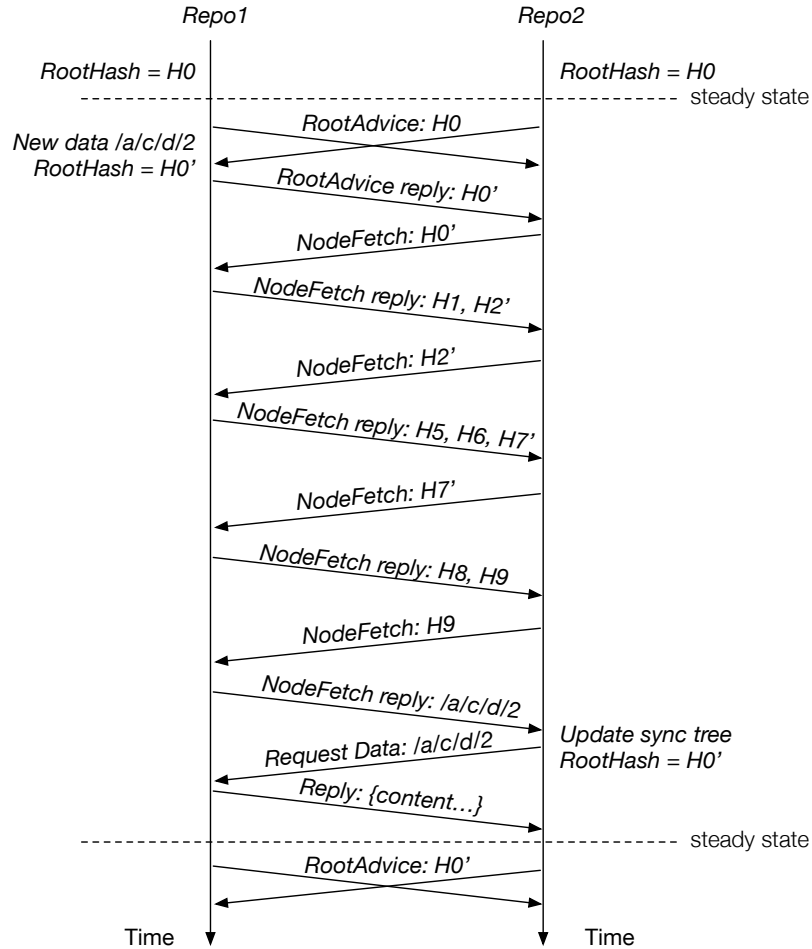 Repo1
Repo2
RootHash = H0
RootHash = H0
steady state
RootAdvice: H0
New data /a/c/d/2
RootHash = H0’
RootAdvice reply: H0’
NodeFetch: H0’
NodeFetch reply: H1, H2’
NodeFetch: H2’
NodeFetch reply: H5, H6, H7’
NodeFetch: H7’
NodeFetch reply: H8, H9
NodeFetch: H9
NodeFetch reply: /a/c/d/2
Update sync tree
RootHash = H0’
Request Data: /a/c/d/2
Reply: {content…}
steady state
RootAdvice: H0’
Time
Time